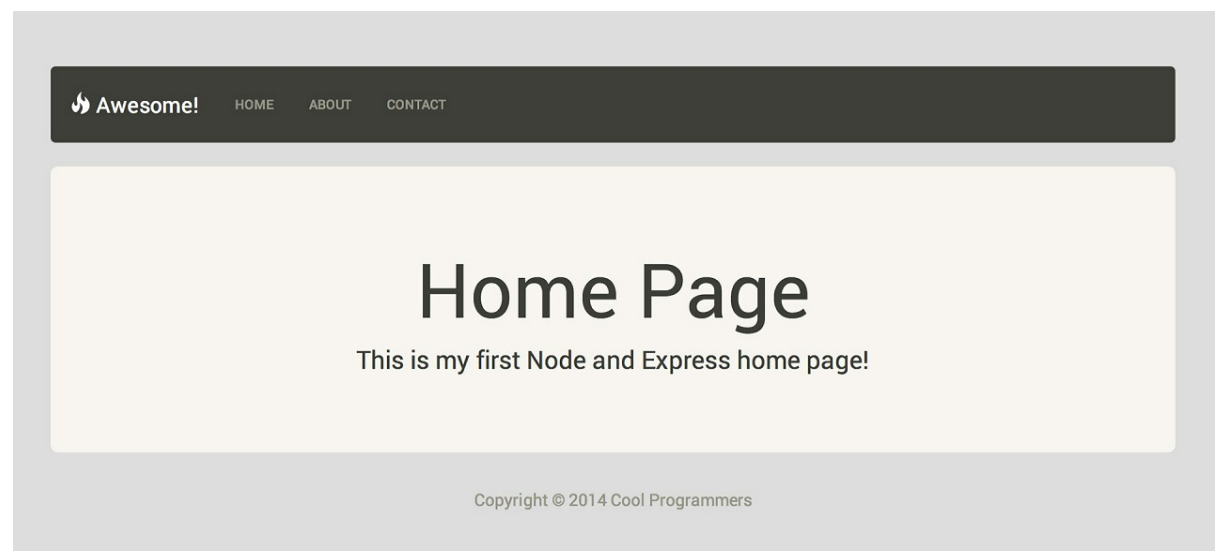 Awesome! HOME ABOUT CONTACT
Home Page
This is my first Node and Express home page!
Copyright © 2014 Cool Programmers